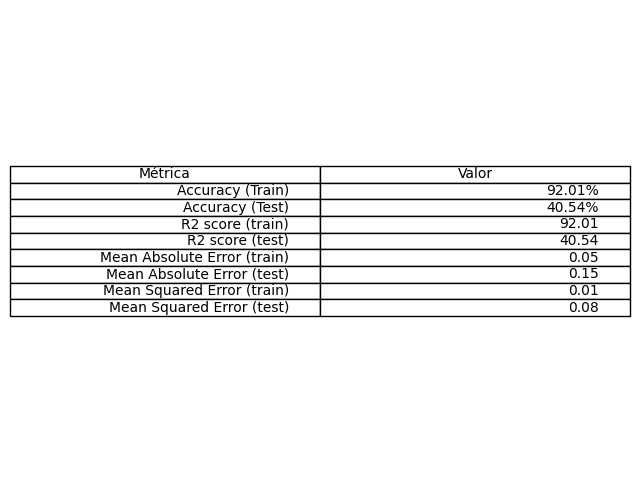 Métrica Valor
Accuracy (Train) 92.01%
Accuracy (Test) 40.54%
R2 score (train) 92.01
R2 score (test) 40.54
Mean Absolute Error (train) 0.05
Mean Absolute Error (test) 0.15
Mean Squared Error (train) 0.01
Mean Squared Error (test) 0.08